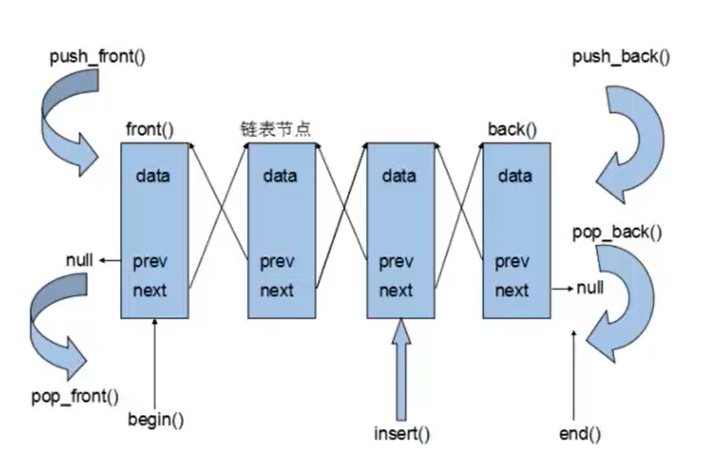 push_front()
push_back()
front()
链表节点
back()
data
data
data
data
pop_back()
null
prev
prev
prev
prev
next
next
next
next
null
pop_front()
begin()
insert()
end()